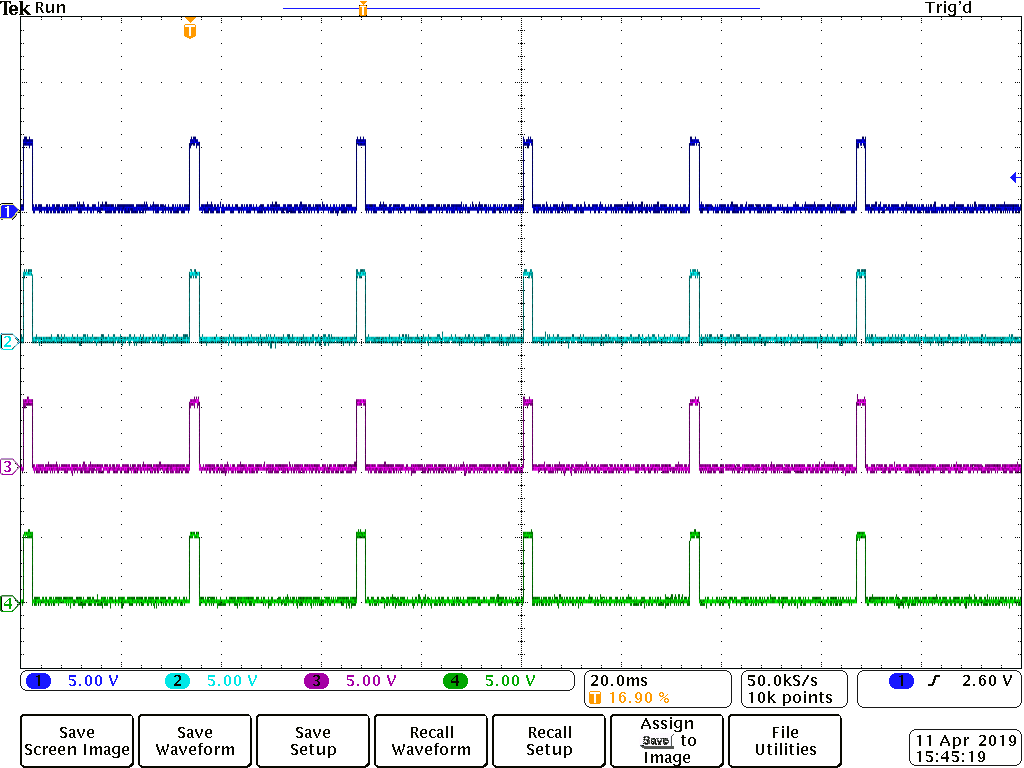 Tek Run Trig'd
T
T
1
2
3
4
1 5.00 V 2 5.00 V 3 5.00 V 4 5.00 V
20.0ms
T 16.90 %
50.0kS/s
10k points
1 2.60 V
Save
Screen Image
Save
Waveform
Save
Setup
Recall
Waveform
Recall
Setup
Assign
Save to
Image
File
Utilities
11 Apr 2019
15:45:19